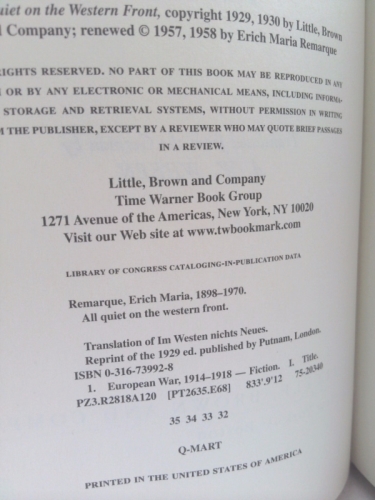 quiet on the Western Front, copyright 1929, 1930 by Little, Brown
d Company; renewed © 1957, 1958 by Erich Maria Remarque
RIGHTS RESERVED. NO PART OF THIS BOOK MAY BE REPRODUCED IN ANY
OR BY ANY ELECTRONIC OR MECHANICAL MEANS, INCLUDING INFORMA-
STORAGE AND RETRIEVAL SYSTEMS, WITHOUT PERMISSION IN WRITING
M THE PUBLISHER, EXCEPT BY A REVIEWER WHO MAY QUOTE BRIEF PASSAGES
IN A REVIEW.
Little, Brown and Company
Time Warner Book Group
1271 Avenue of the Americas, New York, NY 10020
Visit our Web site at www.twbookmark.com
LIBRARY OF CONGRESS CATALOGING-IN-PUBLICATION DATA
Remarque, Erich Maria, 1898–1970.
All quiet on the western front.
Translation of Im Westen nichts Neues.
Reprint of the 1929 ed. published by Putnam, London.
ISBN 0-316-73992-8
1. European War, 1914–1918 — Fiction. I. Title.
PZ3.R2818A120 [PT2635.E68] 833'.9'12 75-20340
35 34 33 32
Q-MART
PRINTED IN THE UNITED STATES OF AMERICA